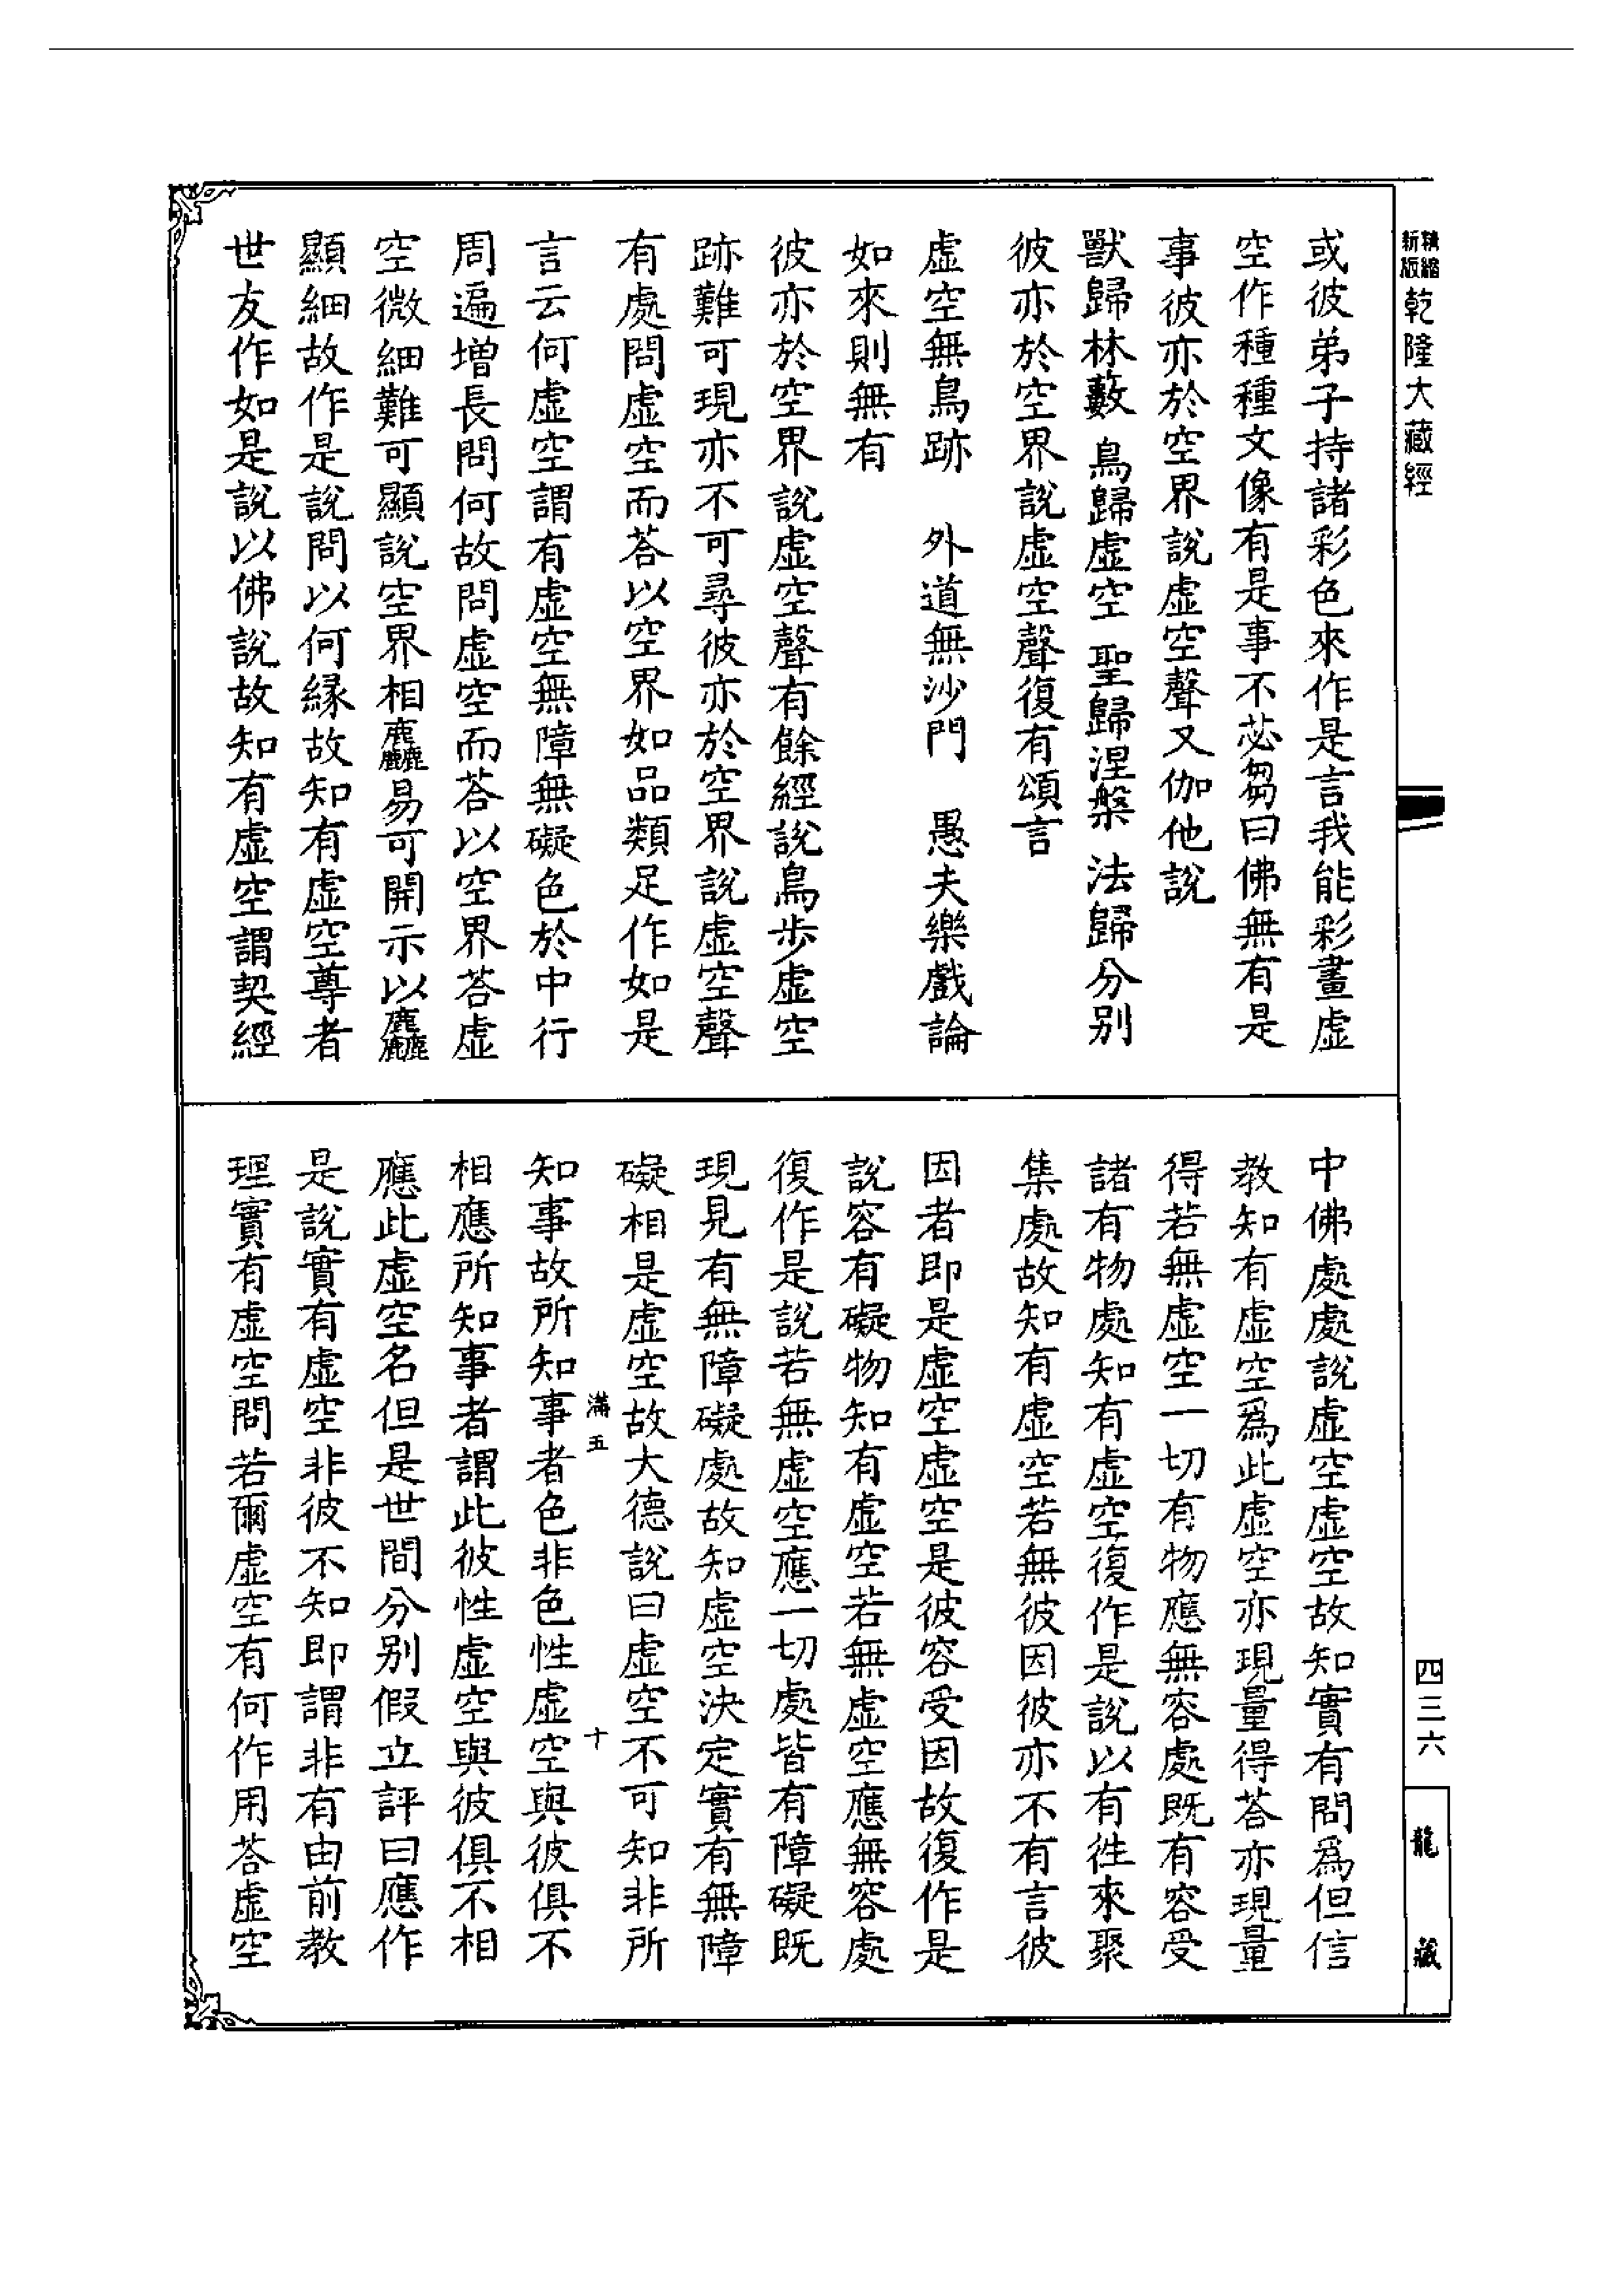 精縮新版乾隆大藏經
或彼弟子持諸彩色來作是言我能彩畫虛
空作種種文像有是事不苾芻曰佛無有是
事彼亦於空界說虛空聲又伽他說
獸歸林藪 鳥歸虛空 聖歸涅槃 法歸分別
彼亦於空界說虛空聲復有頌言
虛空無鳥跡 外道無沙門 愚夫樂戲論
如來則無有
彼亦於空界說虛空聲有餘經說鳥步虛空
跡難可現亦不可尋彼亦於空界說虛空聲
有處問虛空而荅以空界如品類足作如是
言云何虛空謂有虛空無障無礙色於中行
周遍增長問何故問虛空而荅以空界荅虛
空微細難可顯說空界相麤易可開示以麤
顯細故作是說問以何緣故知有虛空尊者
世友作如是說以佛說故知有虛空謂契經
中佛處處說虛空虛空故知實有問爲但信
教知有虛空爲此虛空亦現量得荅亦現量
得若無虛空一切有物應無容處既有容受
諸有物處知有虛空復作是說以有徃來聚
集處故知有虛空若無彼因彼亦不有言彼
因者即是虛空虛空是彼容受因故復作是
說容有礙物知有虛空若無虛空應無容處
復作是說若無虛空應一切處皆有障礙既
現見有無障礙處故知虛空決定實有無障
礙相是虛空故大德說曰虛空不可知非所
滿五 十
知事故所知事者色非色性虛空與彼俱不
相應所知事者謂此彼性虛空與彼俱不相
應此虛空名但是世間分別假立評曰應作
是說實有虛空非彼不知即謂非有由前教
理實有虛空問若爾虛空有何作用荅虛空
四三六
龍藏